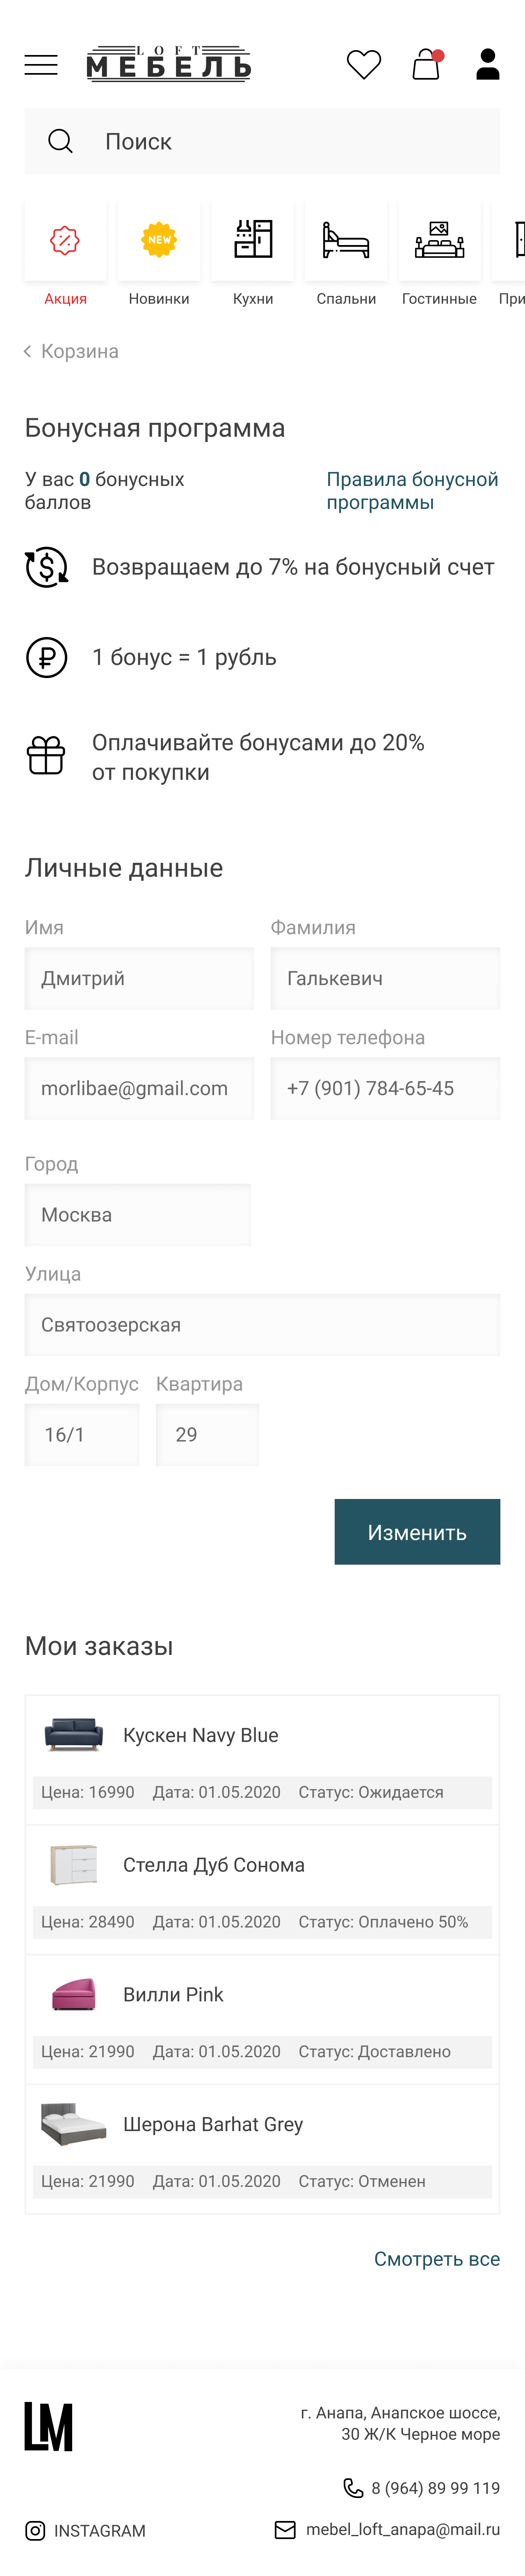 LOFT
МЕБЕЛЬ
Поиск
NEW
Акция
Новинки
Кухни
Спальни
Гостинные
При
Корзина
Бонусная программа
У вас 0 бонусных
баллов
Правила бонусной
программы
Возвращаем до 7% на бонусный счет
1 бонус = 1 рубль
Оплачивайте бонусами до 20%
от покупки
Личные данные
Имя
Фамилия
Дмитрий
Галькевич
E-mail
Номер телефона
morlibae@gmail.com
+7 (901) 784-65-45
Город
Москва
Улица
Святоозерская
Дом/Корпус
Квартира
16/1
29
Изменить
Мои заказы
Кускен Navy Blue
Цена: 16990 Дата: 01.05.2020 Статус: Ожидается
Стелла Дуб Сонома
Цена: 28490 Дата: 01.05.2020 Статус: Оплачено 50%
Вилли Pink
Цена: 21990 Дата: 01.05.2020 Статус: Доставлено
Шерона Barhat Grey
Цена: 21990 Дата: 01.05.2020 Статус: Отменен
Смотреть все
LM
г. Анапа, Анапское шоссе,
30 Ж/К Черное море
8 (964) 89 99 119
INSTAGRAM
mebel_loft_anapa@mail.ru